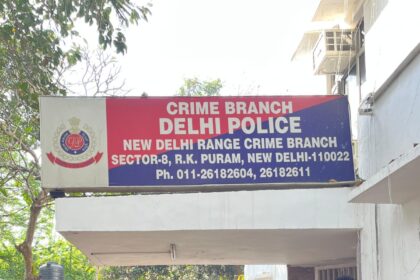 CRIME BRANCH
DELHI POLICE
NEW DELHI RANGE CRIME BRANCH
SECTOR-8, R.K. PURAM, NEW DELHI-110022
Ph. 011-26182604, 26182611